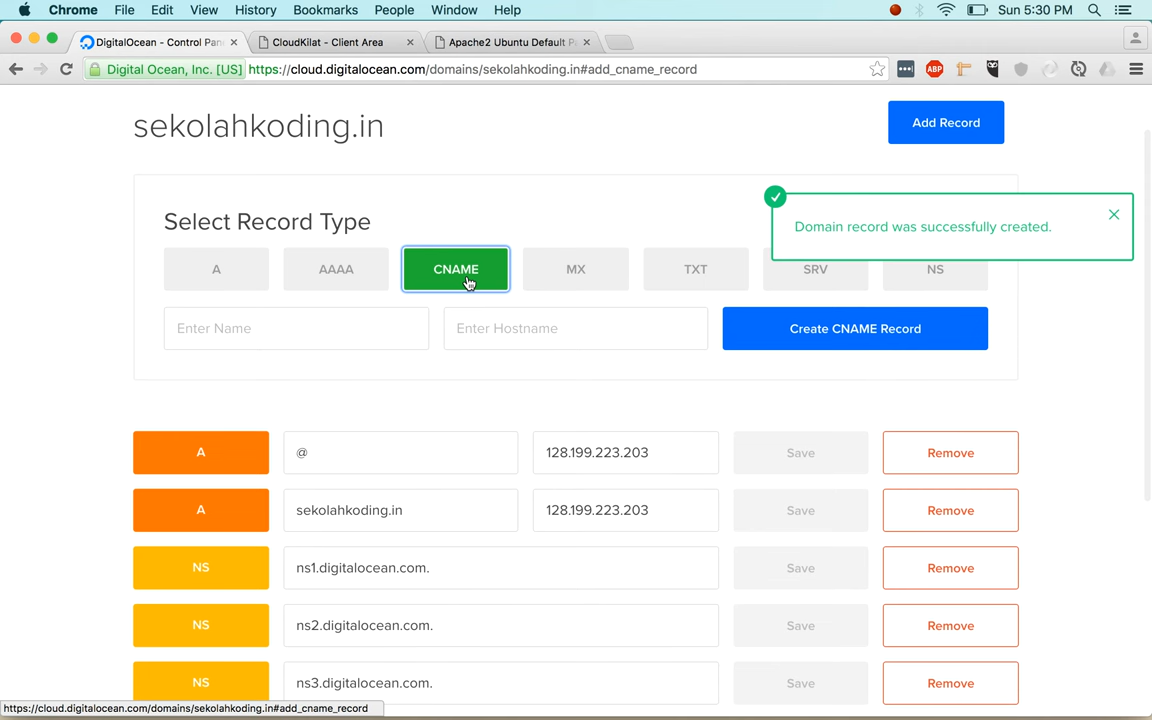 Chrome File Edit View History Bookmarks People Window Help Sun 5:30 PM
DigitalOcean - Control Pan CloudKilat - Client Area Apache2 Ubuntu Default P
Digital Ocean, Inc. [US] https://cloud.digitalocean.com/domains/sekolahkoding.in#add_cname_record ABP
sekolahkoding.in
Add Record
Select Record Type
Domain record was successfully created.
A AAAA CNAME MX TXT SRV NS
Enter Name Enter Hostname Create CNAME Record
A @ 128.199.223.203 Save Remove
A sekolahkoding.in 128.199.223.203 Save Remove
NS ns1.digitalocean.com. Save Remove
NS ns2.digitalocean.com. Save Remove
NS ns3.digitalocean.com. Save Remove
https://cloud.digitalocean.com/domains/sekolahkoding.in#add_cname_record